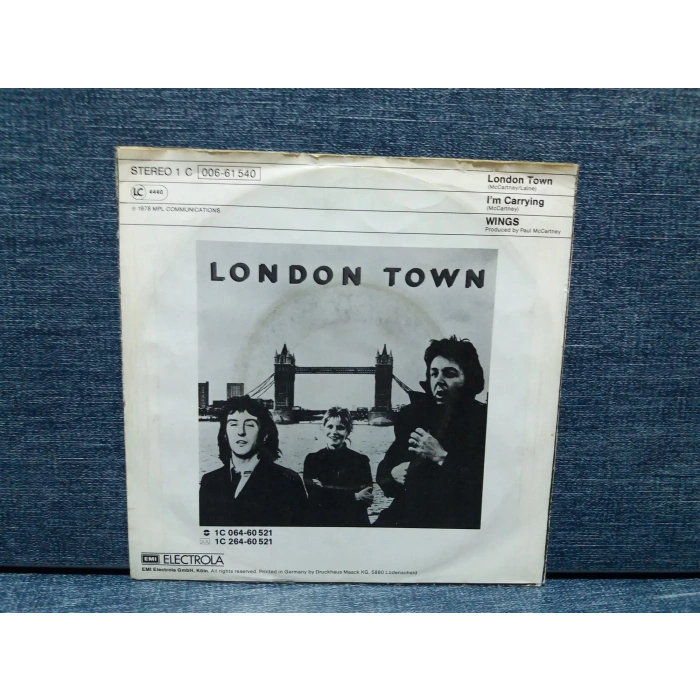 STEREO 1 C 006-61 540
LC
℗ 1978 MPL COMMUNICATIONS
London Town
(McCartney/Laine)
I'm Carrying
(McCartney)
WINGS
Produced by Paul McCartney
LONDON TOWN
1C 064-60 521
1C 264-60 521
EMI ELECTROLA
EMI Electrola GmbH, Köln. All rights reserved. Printed in Germany by Druckhaus Maack KG, 5880 Lüdenscheid